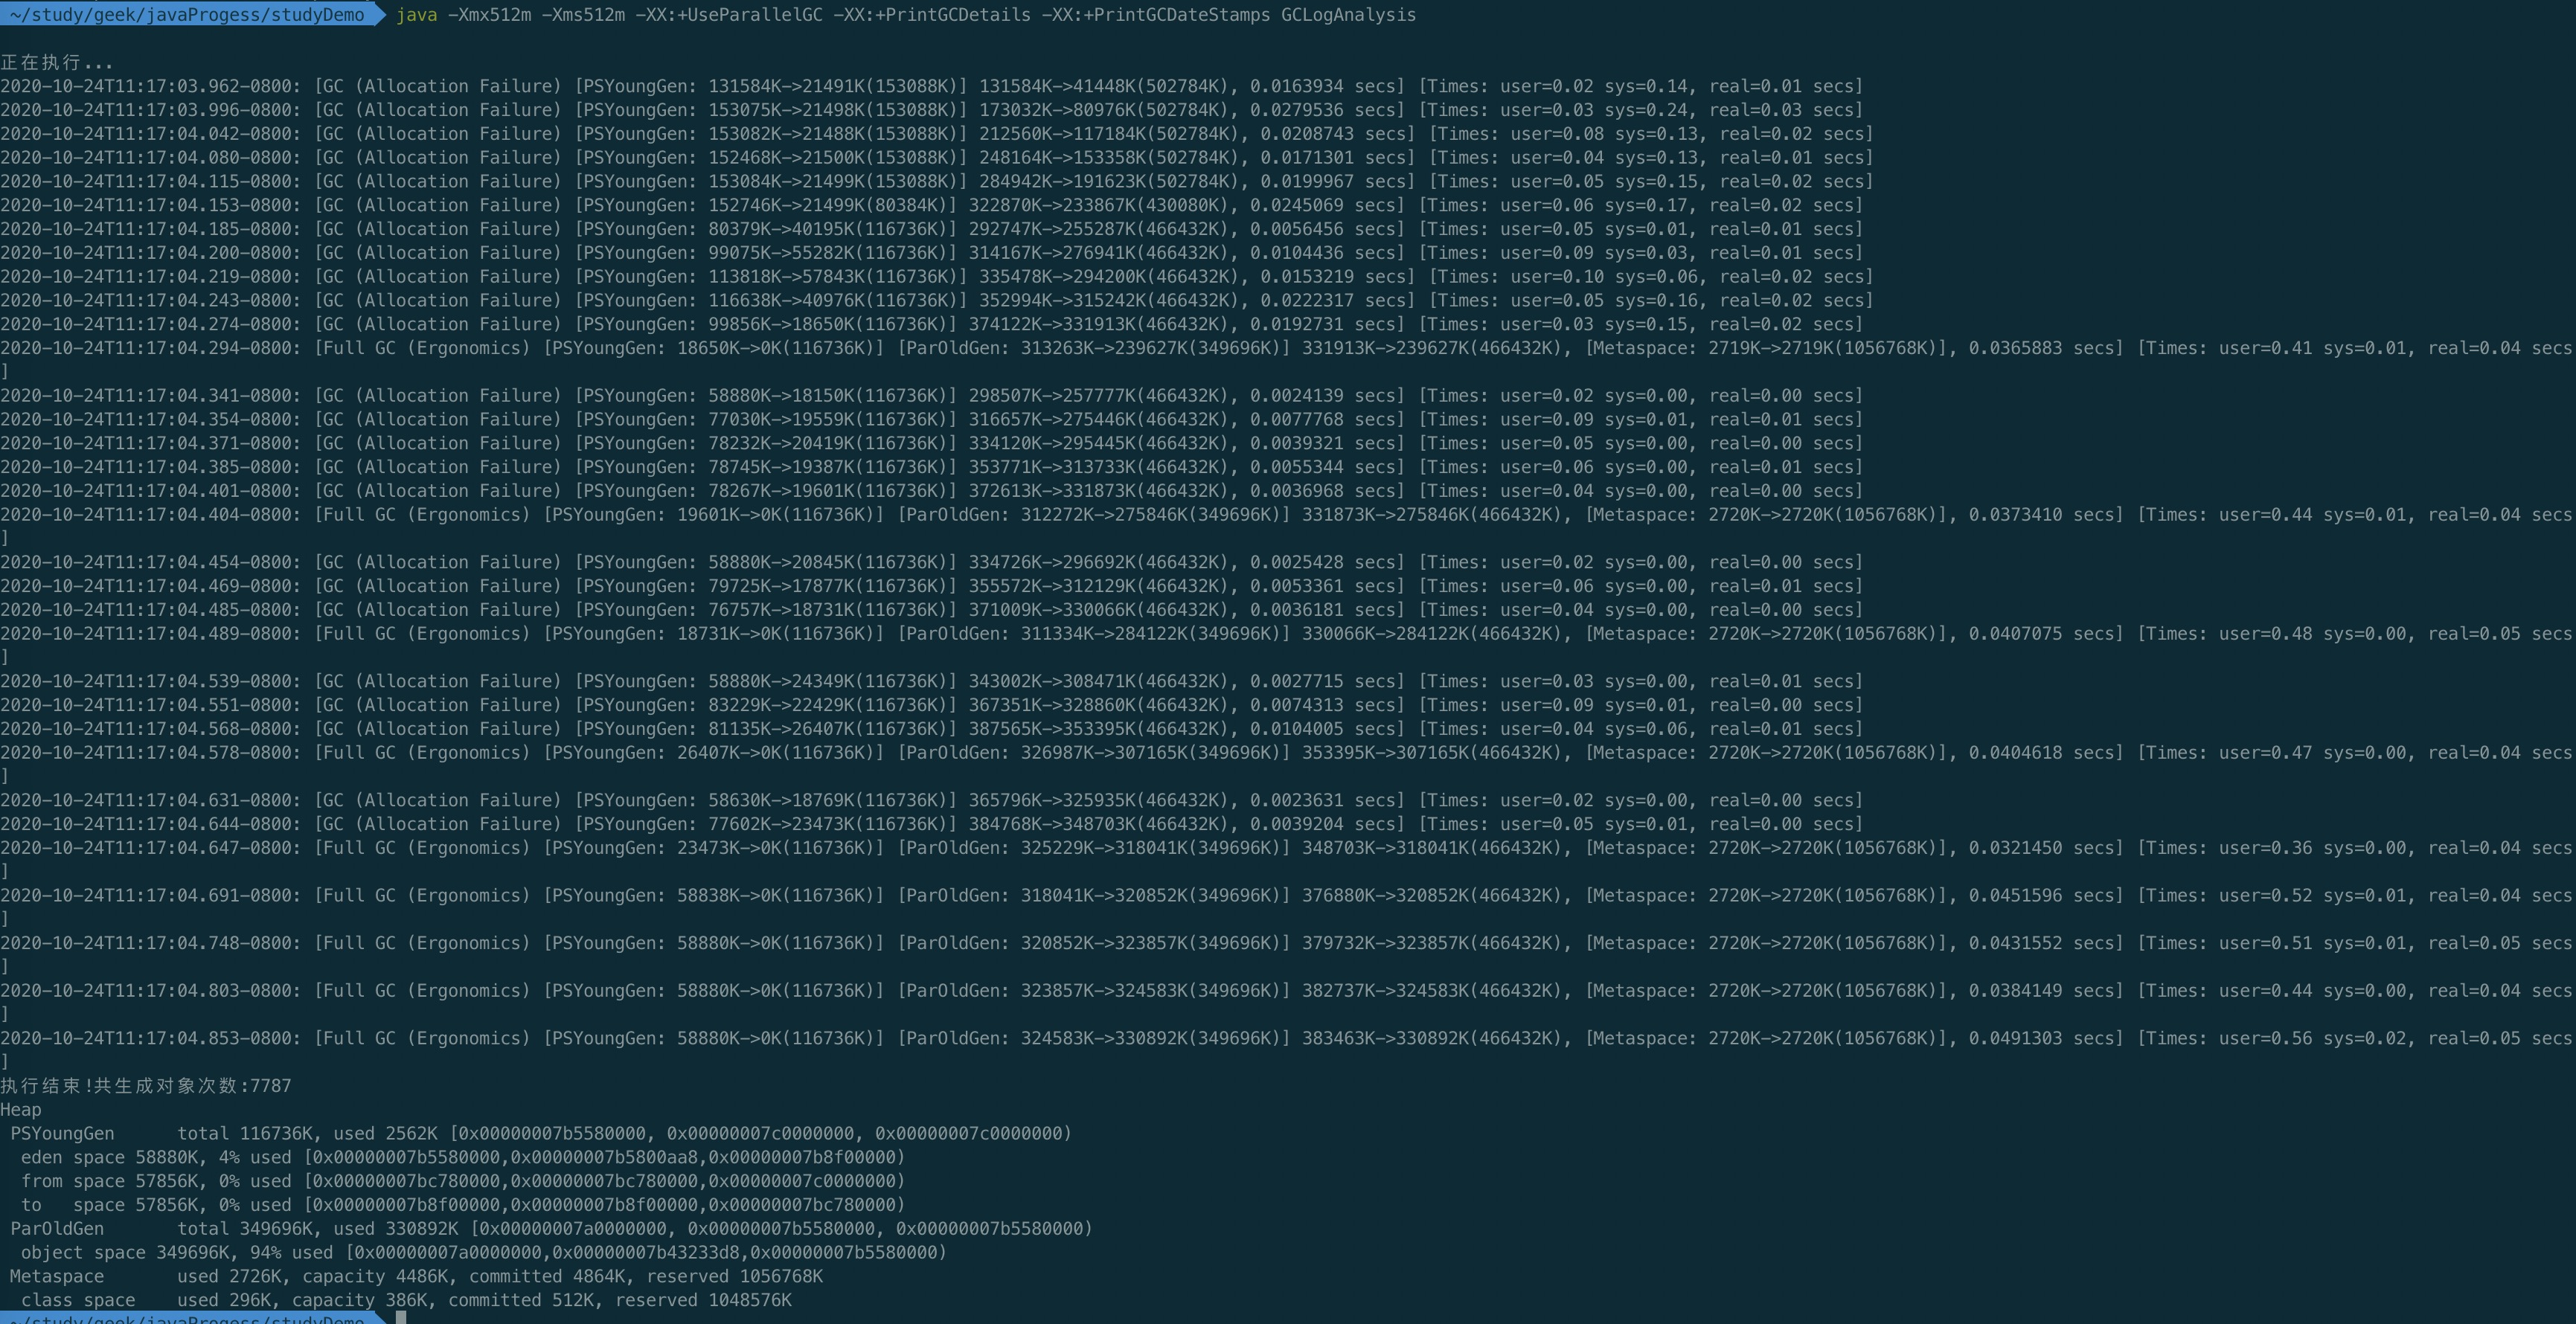 ~/study/geek/javaProgess/studyDemo java -Xmx512m -Xms512m -XX:+UseParallelGC -XX:+PrintGCDetails -XX:+PrintGCDateStamps GCLogAnalysis
正在执行...
2020-10-24T11:17:03.962-0800: [GC (Allocation Failure) [PSYoungGen: 131584K->21491K(153088K)] 131584K->41448K(502784K), 0.0163934 secs] [Times: user=0.02 sys=0.14, real=0.01 secs]
2020-10-24T11:17:03.996-0800: [GC (Allocation Failure) [PSYoungGen: 153075K->21498K(153088K)] 173032K->80976K(502784K), 0.0279536 secs] [Times: user=0.03 sys=0.24, real=0.03 secs]
2020-10-24T11:17:04.042-0800: [GC (Allocation Failure) [PSYoungGen: 153082K->21488K(153088K)] 212560K->117184K(502784K), 0.0208743 secs] [Times: user=0.08 sys=0.13, real=0.02 secs]
2020-10-24T11:17:04.080-0800: [GC (Allocation Failure) [PSYoungGen: 152468K->21500K(153088K)] 248164K->153358K(502784K), 0.0171301 secs] [Times: user=0.04 sys=0.13, real=0.01 secs]
2020-10-24T11:17:04.115-0800: [GC (Allocation Failure) [PSYoungGen: 153084K->21499K(153088K)] 284942K->191623K(502784K), 0.0199967 secs] [Times: user=0.05 sys=0.15, real=0.02 secs]
2020-10-24T11:17:04.153-0800: [GC (Allocation Failure) [PSYoungGen: 152746K->21499K(80384K)] 322870K->233867K(430080K), 0.0245069 secs] [Times: user=0.06 sys=0.17, real=0.02 secs]
2020-10-24T11:17:04.185-0800: [GC (Allocation Failure) [PSYoungGen: 80379K->40195K(116736K)] 292747K->255287K(466432K), 0.0056456 secs] [Times: user=0.05 sys=0.01, real=0.01 secs]
2020-10-24T11:17:04.200-0800: [GC (Allocation Failure) [PSYoungGen: 99075K->55282K(116736K)] 314167K->276941K(466432K), 0.0104436 secs] [Times: user=0.09 sys=0.03, real=0.01 secs]
2020-10-24T11:17:04.219-0800: [GC (Allocation Failure) [PSYoungGen: 113818K->57843K(116736K)] 335478K->294200K(466432K), 0.0153219 secs] [Times: user=0.10 sys=0.06, real=0.02 secs]
2020-10-24T11:17:04.243-0800: [GC (Allocation Failure) [PSYoungGen: 116638K->40976K(116736K)] 352994K->315242K(466432K), 0.0222317 secs] [Times: user=0.05 sys=0.16, real=0.02 secs]
2020-10-24T11:17:04.274-0800: [GC (Allocation Failure) [PSYoungGen: 99856K->18650K(116736K)] 374122K->331913K(466432K), 0.0192731 secs] [Times: user=0.03 sys=0.15, real=0.02 secs]
2020-10-24T11:17:04.294-0800: [Full GC (Ergonomics) [PSYoungGen: 18650K->0K(116736K)] [ParOldGen: 313263K->239627K(349696K)] 331913K->239627K(466432K), [Metaspace: 2719K->2719K(1056768K)], 0.0365883 secs] [Times: user=0.41 sys=0.01, real=0.04 secs
]
2020-10-24T11:17:04.341-0800: [GC (Allocation Failure) [PSYoungGen: 58880K->18150K(116736K)] 298507K->257777K(466432K), 0.0024139 secs] [Times: user=0.02 sys=0.00, real=0.00 secs]
2020-10-24T11:17:04.354-0800: [GC (Allocation Failure) [PSYoungGen: 77030K->19559K(116736K)] 316657K->275446K(466432K), 0.0077768 secs] [Times: user=0.09 sys=0.01, real=0.01 secs]
2020-10-24T11:17:04.371-0800: [GC (Allocation Failure) [PSYoungGen: 78232K->20419K(116736K)] 334120K->295445K(466432K), 0.0039321 secs] [Times: user=0.05 sys=0.00, real=0.00 secs]
2020-10-24T11:17:04.385-0800: [GC (Allocation Failure) [PSYoungGen: 78745K->19387K(116736K)] 353771K->313733K(466432K), 0.0055344 secs] [Times: user=0.06 sys=0.00, real=0.01 secs]
2020-10-24T11:17:04.401-0800: [GC (Allocation Failure) [PSYoungGen: 78267K->19601K(116736K)] 372613K->331873K(466432K), 0.0036968 secs] [Times: user=0.04 sys=0.00, real=0.00 secs]
2020-10-24T11:17:04.404-0800: [Full GC (Ergonomics) [PSYoungGen: 19601K->0K(116736K)] [ParOldGen: 312272K->275846K(349696K)] 331873K->275846K(466432K), [Metaspace: 2720K->2720K(1056768K)], 0.0373410 secs] [Times: user=0.44 sys=0.01, real=0.04 secs
]
2020-10-24T11:17:04.454-0800: [GC (Allocation Failure) [PSYoungGen: 58880K->20845K(116736K)] 334726K->296692K(466432K), 0.0025428 secs] [Times: user=0.02 sys=0.00, real=0.00 secs]
2020-10-24T11:17:04.469-0800: [GC (Allocation Failure) [PSYoungGen: 79725K->17877K(116736K)] 355572K->312129K(466432K), 0.0053361 secs] [Times: user=0.06 sys=0.00, real=0.01 secs]
2020-10-24T11:17:04.485-0800: [GC (Allocation Failure) [PSYoungGen: 76757K->18731K(116736K)] 371009K->330066K(466432K), 0.0036181 secs] [Times: user=0.04 sys=0.00, real=0.00 secs]
2020-10-24T11:17:04.489-0800: [Full GC (Ergonomics) [PSYoungGen: 18731K->0K(116736K)] [ParOldGen: 311334K->284122K(349696K)] 330066K->284122K(466432K), [Metaspace: 2720K->2720K(1056768K)], 0.0407075 secs] [Times: user=0.48 sys=0.00, real=0.05 secs
]
2020-10-24T11:17:04.539-0800: [GC (Allocation Failure) [PSYoungGen: 58880K->24349K(116736K)] 343002K->308471K(466432K), 0.0027715 secs] [Times: user=0.03 sys=0.00, real=0.01 secs]
2020-10-24T11:17:04.551-0800: [GC (Allocation Failure) [PSYoungGen: 83229K->22429K(116736K)] 367351K->328860K(466432K), 0.0074313 secs] [Times: user=0.09 sys=0.01, real=0.00 secs]
2020-10-24T11:17:04.568-0800: [GC (Allocation Failure) [PSYoungGen: 81135K->26407K(116736K)] 387565K->353395K(466432K), 0.0104005 secs] [Times: user=0.04 sys=0.06, real=0.01 secs]
2020-10-24T11:17:04.578-0800: [Full GC (Ergonomics) [PSYoungGen: 26407K->0K(116736K)] [ParOldGen: 326987K->307165K(349696K)] 353395K->307165K(466432K), [Metaspace: 2720K->2720K(1056768K)], 0.0404618 secs] [Times: user=0.47 sys=0.00, real=0.04 secs
]
2020-10-24T11:17:04.631-0800: [GC (Allocation Failure) [PSYoungGen: 58630K->18769K(116736K)] 365796K->325935K(466432K), 0.0023631 secs] [Times: user=0.02 sys=0.00, real=0.00 secs]
2020-10-24T11:17:04.644-0800: [GC (Allocation Failure) [PSYoungGen: 77602K->23473K(116736K)] 384768K->348703K(466432K), 0.0039204 secs] [Times: user=0.05 sys=0.01, real=0.00 secs]
2020-10-24T11:17:04.647-0800: [Full GC (Ergonomics) [PSYoungGen: 23473K->0K(116736K)] [ParOldGen: 325229K->318041K(349696K)] 348703K->318041K(466432K), [Metaspace: 2720K->2720K(1056768K)], 0.0321450 secs] [Times: user=0.36 sys=0.00, real=0.04 secs
]
2020-10-24T11:17:04.691-0800: [Full GC (Ergonomics) [PSYoungGen: 58838K->0K(116736K)] [ParOldGen: 318041K->320852K(349696K)] 376880K->320852K(466432K), [Metaspace: 2720K->2720K(1056768K)], 0.0451596 secs] [Times: user=0.52 sys=0.01, real=0.04 secs
]
2020-10-24T11:17:04.748-0800: [Full GC (Ergonomics) [PSYoungGen: 58880K->0K(116736K)] [ParOldGen: 320852K->323857K(349696K)] 379732K->323857K(466432K), [Metaspace: 2720K->2720K(1056768K)], 0.0431552 secs] [Times: user=0.51 sys=0.01, real=0.05 secs
]
2020-10-24T11:17:04.803-0800: [Full GC (Ergonomics) [PSYoungGen: 58880K->0K(116736K)] [ParOldGen: 323857K->324583K(349696K)] 382737K->324583K(466432K), [Metaspace: 2720K->2720K(1056768K)], 0.0384149 secs] [Times: user=0.44 sys=0.00, real=0.04 secs
]
2020-10-24T11:17:04.853-0800: [Full GC (Ergonomics) [PSYoungGen: 58880K->0K(116736K)] [ParOldGen: 324583K->330892K(349696K)] 383463K->330892K(466432K), [Metaspace: 2720K->2720K(1056768K)], 0.0491303 secs] [Times: user=0.56 sys=0.02, real=0.05 secs
]
执行结束!共生成对象次数:7787
Heap
PSYoungGen total 116736K, used 2562K [0x00000007b5580000, 0x00000007c0000000, 0x00000007c0000000)
eden space 58880K, 4% used [0x00000007b5580000,0x00000007b5800aa8,0x00000007b8f00000)
from space 57856K, 0% used [0x00000007bc780000,0x00000007bc780000,0x00000007c0000000)
to space 57856K, 0% used [0x00000007b8f00000,0x00000007b8f00000,0x00000007bc780000)
ParOldGen total 349696K, used 330892K [0x00000007a0000000, 0x00000007b5580000, 0x00000007b5580000)
object space 349696K, 94% used [0x00000007a0000000,0x00000007b43233d8,0x00000007b5580000)
Metaspace used 2726K, capacity 4486K, committed 4864K, reserved 1056768K
class space used 296K, capacity 386K, committed 512K, reserved 1048576K
~/study/geek/javaProgess/studyDemo